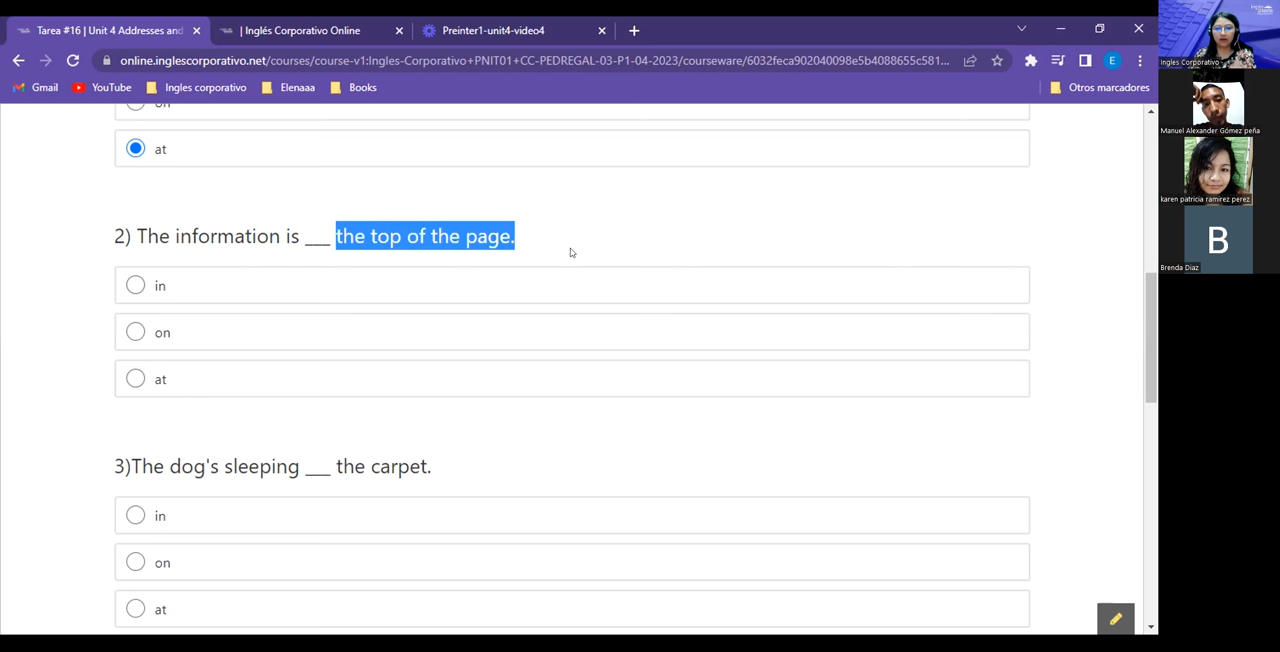 Tarea #16 | Unit 4 Addresses and
| Inglés Corporativo Online
Preinter1-unit4-video4
online.inglescorporativo.net/courses/course-v1:Ingles-Corporativo+PNIT01+CC-PEDREGAL-03-P1-04-2023/courseware/6032feca902040098e5b4088655c581...
E
Gmail
YouTube
Ingles corporativo
Elenaaa
Books
Otros marcadores
on
at
2) The information is ___ the top of the page.
in
on
at
3)The dog's sleeping ___ the carpet.
in
on
at
Ingles Corporativo -
Manuel Alexander Gómez peña
karen patricia ramirez perez
B
Brenda Diaz